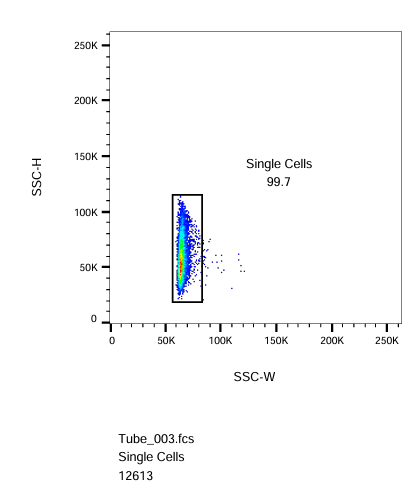 250K
200K
150K
100K
50K
0
SSC-H
Single Cells
99.7
0 50K 100K 150K 200K 250K
SSC-W
Tube_003.fcs
Single Cells
12613